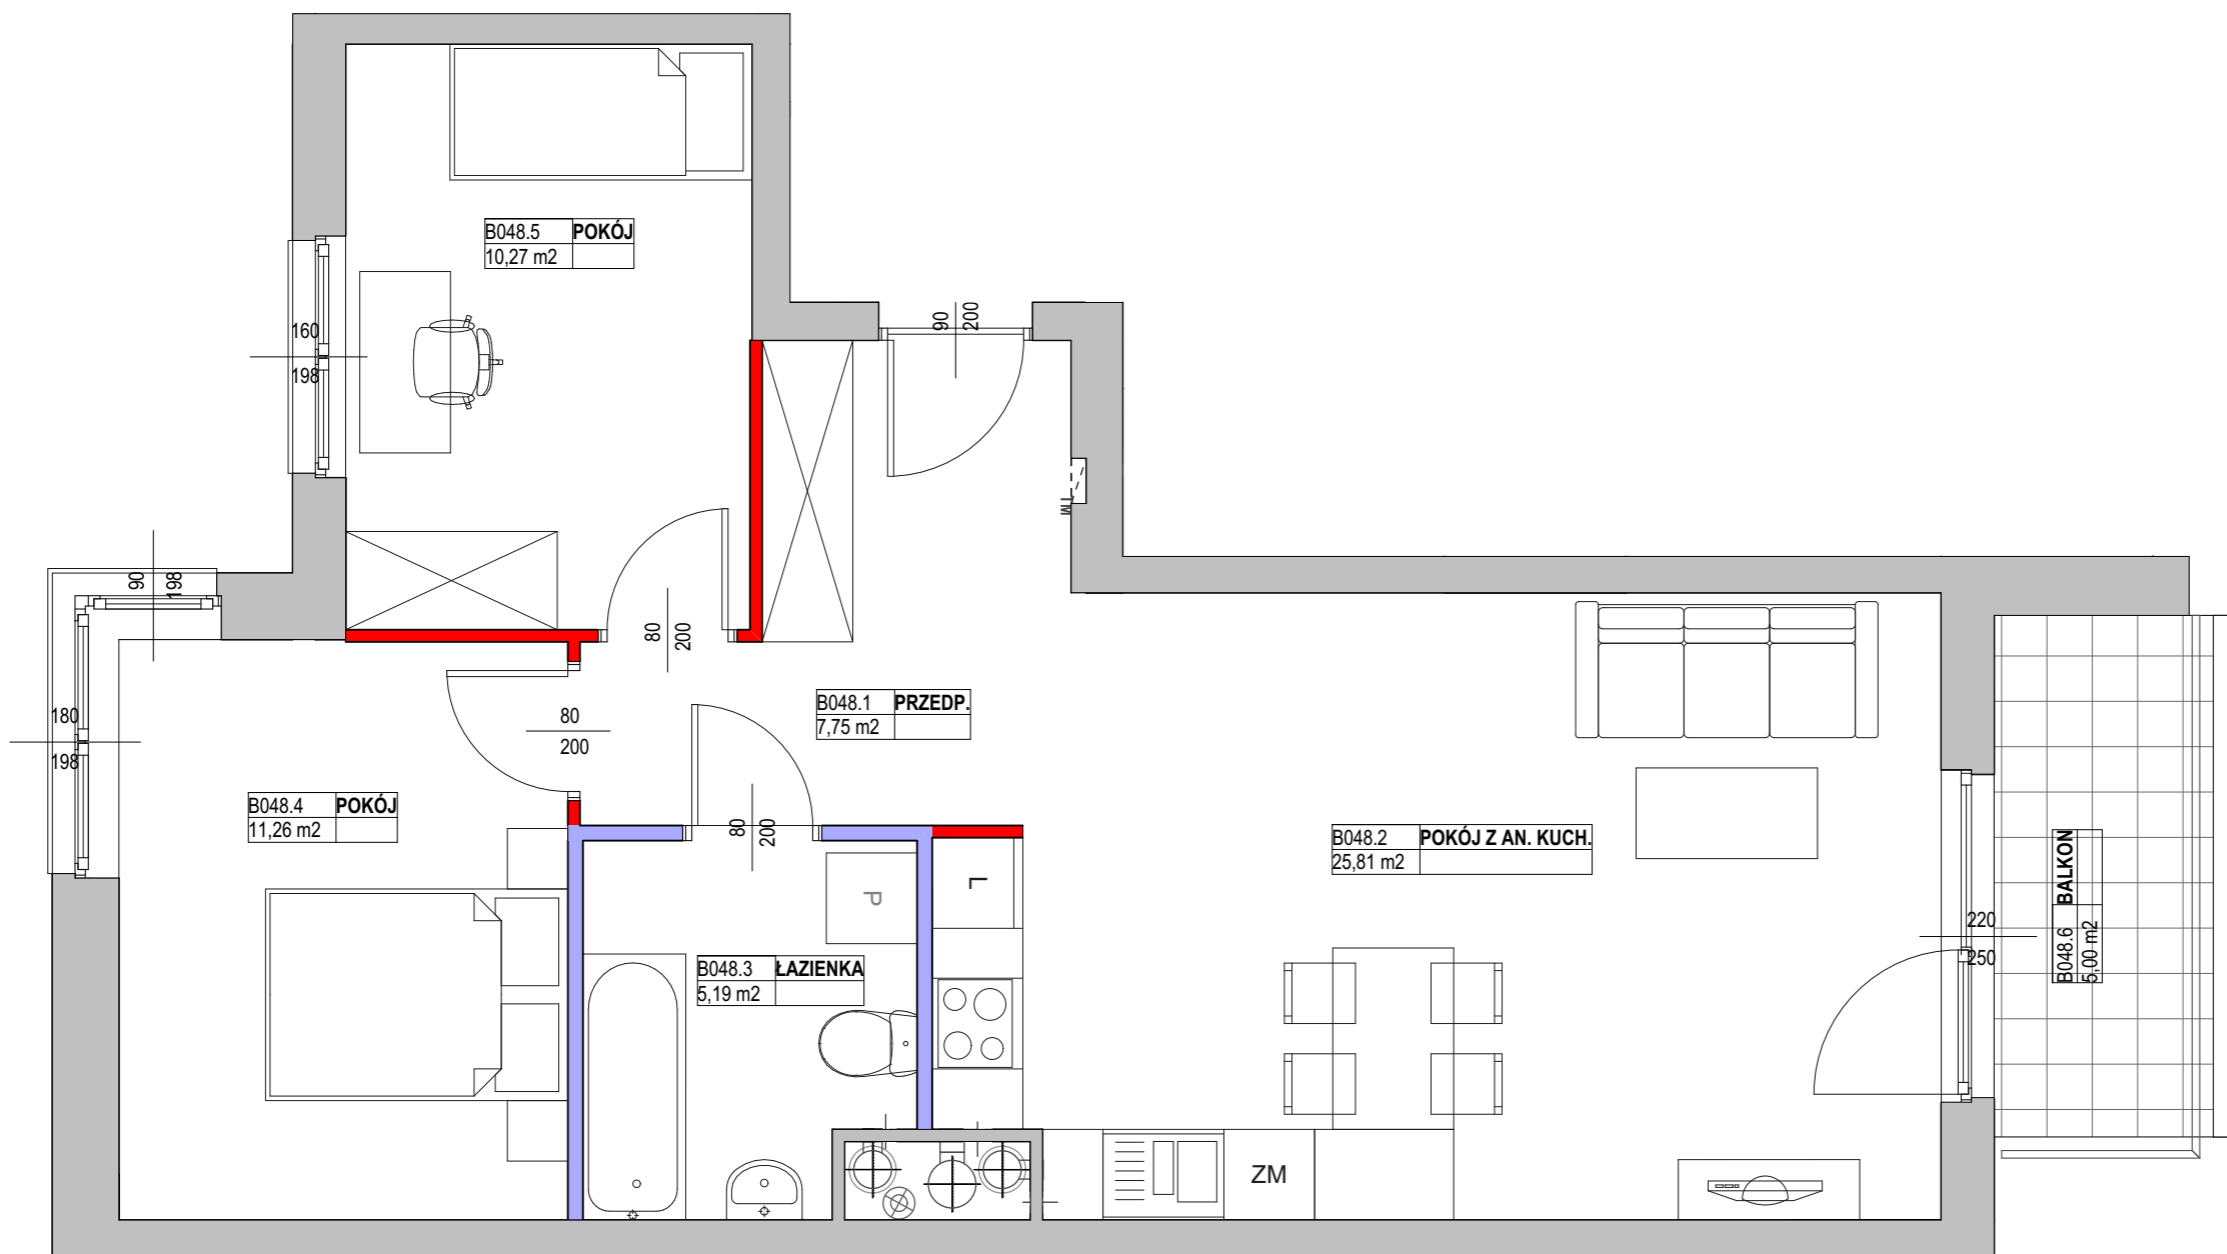 B048.5 POKÓJ
10,27 m2
160
198
90
200
TM
90
198
80
200
180
198
80
200
B048.1 PRZEDP.
7,75 m2
80
200
B048.4 POKÓJ
11,26 m2
L
P
B048.2 POKÓJ Z AN. KUCH.
25,81 m2
220
250
B048.6 BALKON
5,00 m2
B048.3 ŁAZIENKA
5,19 m2
ZM